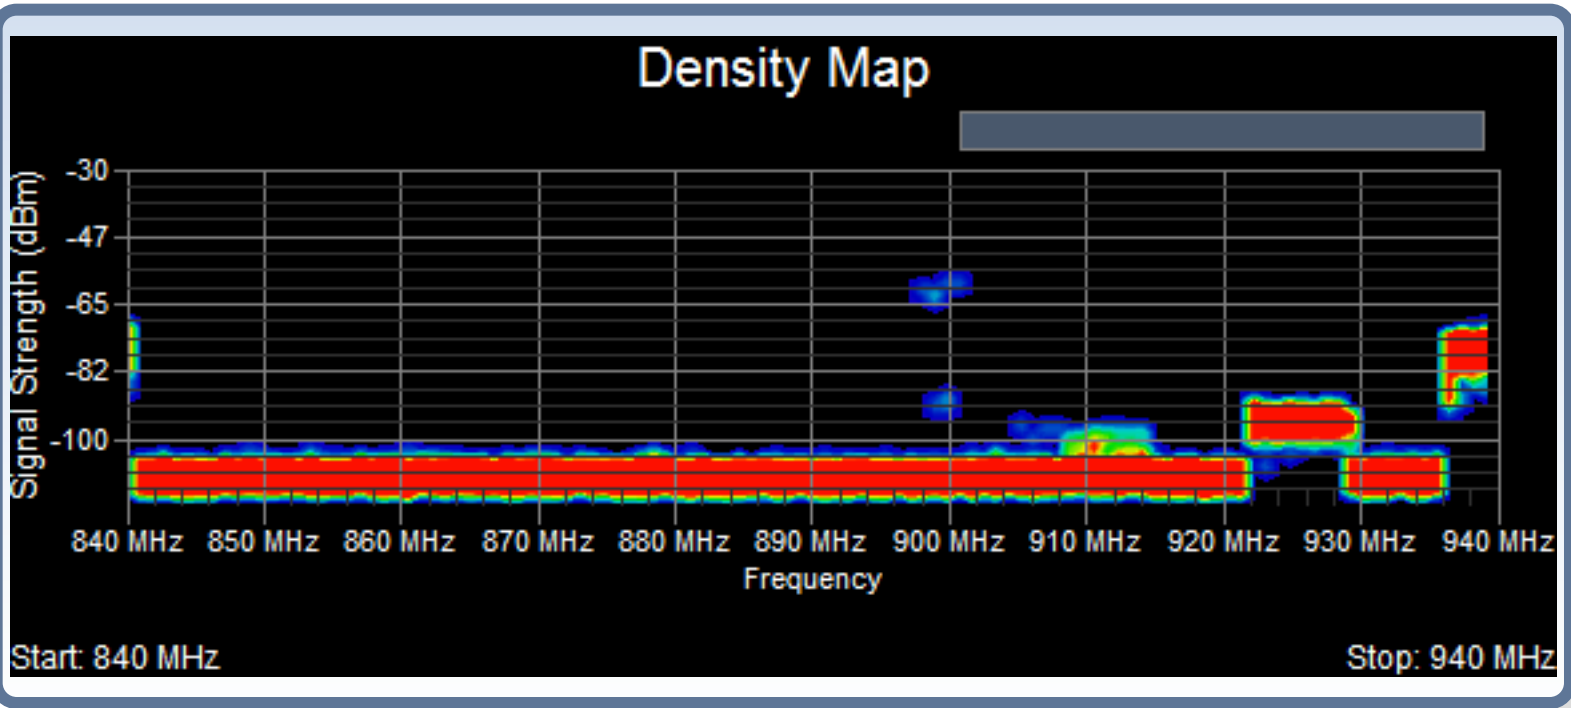 Density Map
Signal Strength (dBm)
-30
-47
-65
-82
-100
840 MHz 850 MHz 860 MHz 870 MHz 880 MHz 890 MHz 900 MHz 910 MHz 920 MHz 930 MHz 940 MHz
Frequency
Start: 840 MHz Stop: 940 MHz